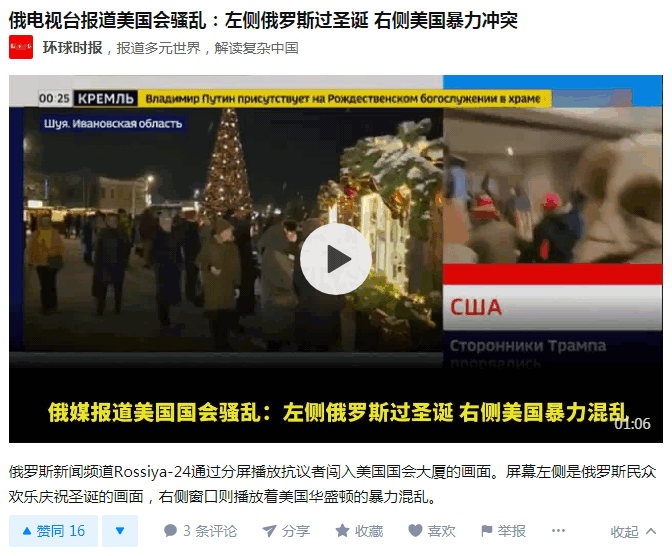 俄电视台报道美国会骚乱：左侧俄罗斯过圣诞 右侧美国暴力冲突
环球时报，报道多元世界，解读复杂中国
00:25 КРЕМЛЬ Владимир Путин присутствует на Рождественском богослужении в храме
Шуя. Ивановская область
США
Сторонники Трампа
прорвались
俄媒报道美国国会骚乱：左侧俄罗斯过圣诞 右侧美国暴力混乱
01:06
俄罗斯新闻频道Rossiya-24通过分屏播放抗议者闯入美国国会大厦的画面。屏幕左侧是俄罗斯民众
欢乐庆祝圣诞的画面，右侧窗口则播放着美国华盛顿的暴力混乱。
赞同 16 3 条评论 分享 收藏 喜欢 举报 ··· 收起